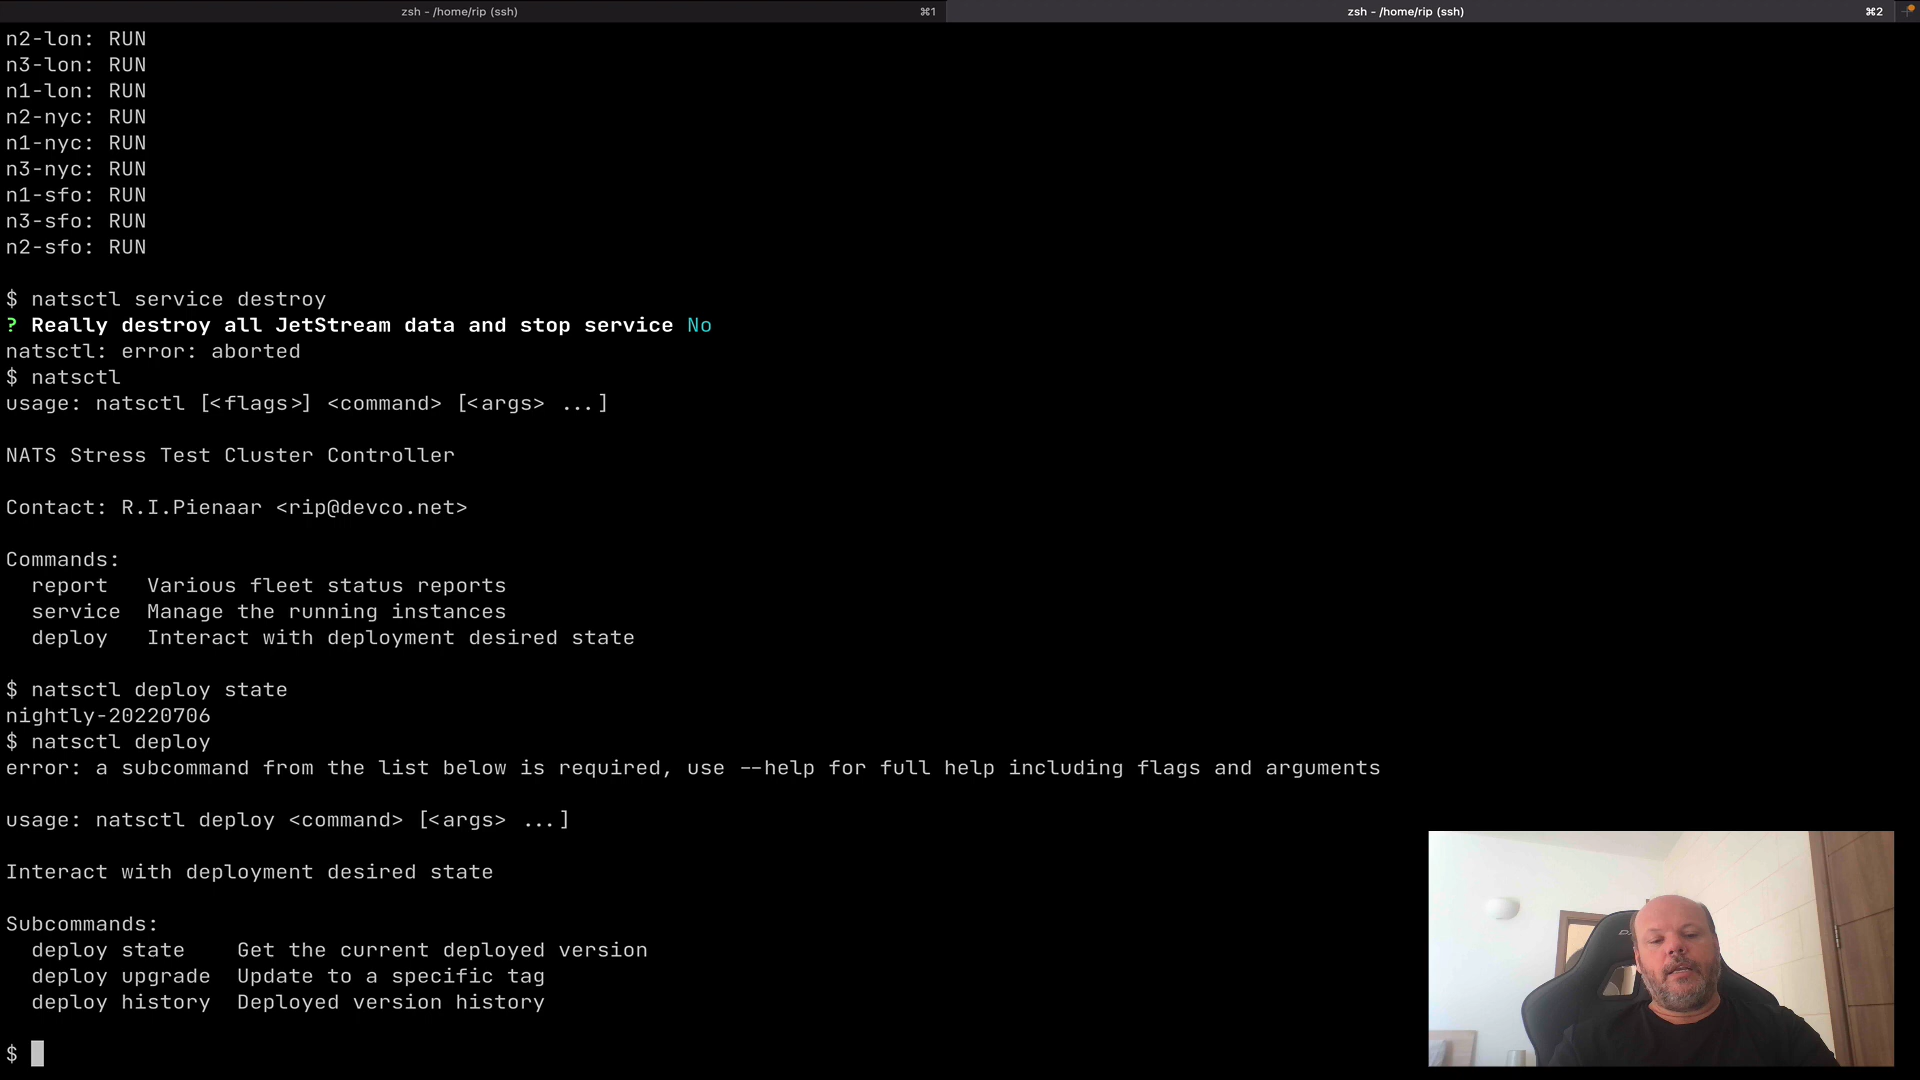 zsh - /home/rip (ssh) ⌘1 zsh - /home/rip (ssh) ⌘2
n2-lon: RUN
n3-lon: RUN
n1-lon: RUN
n2-nyc: RUN
n1-nyc: RUN
n3-nyc: RUN
n1-sfo: RUN
n3-sfo: RUN
n2-sfo: RUN
$ natsctl service destroy
? Really destroy all JetStream data and stop service No
natsctl: error: aborted
$ natsctl
usage: natsctl [<flags>] <command> [<args> ...]
NATS Stress Test Cluster Controller
Contact: R.I.Pienaar <rip@devco.net>
Commands:
report Various fleet status reports
service Manage the running instances
deploy Interact with deployment desired state
$ natsctl deploy state
nightly-20220706
$ natsctl deploy
error: a subcommand from the list below is required, use --help for full help including flags and arguments
usage: natsctl deploy <command> [<args> ...]
Interact with deployment desired state
Subcommands:
deploy state Get the current deployed version
deploy upgrade Update to a specific tag
deploy history Deployed version history
$